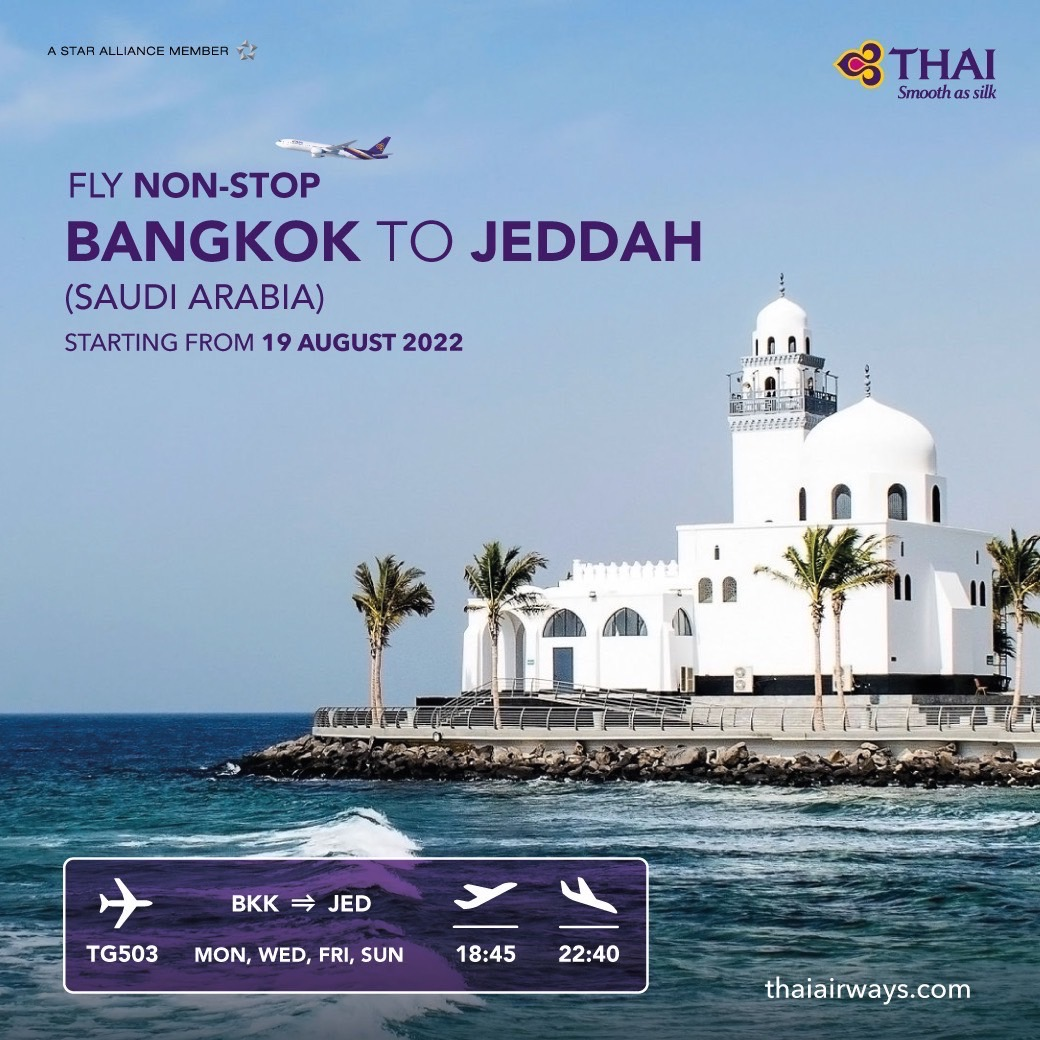 A STAR ALLIANCE MEMBER
THAI
Smooth as silk
FLY NON-STOP
BANGKOK TO JEDDAH
(SAUDI ARABIA)
STARTING FROM 19 AUGUST 2022
BKK ⇒ JED
TG503 MON, WED, FRI, SUN 18:45 22:40
thaiairways.com